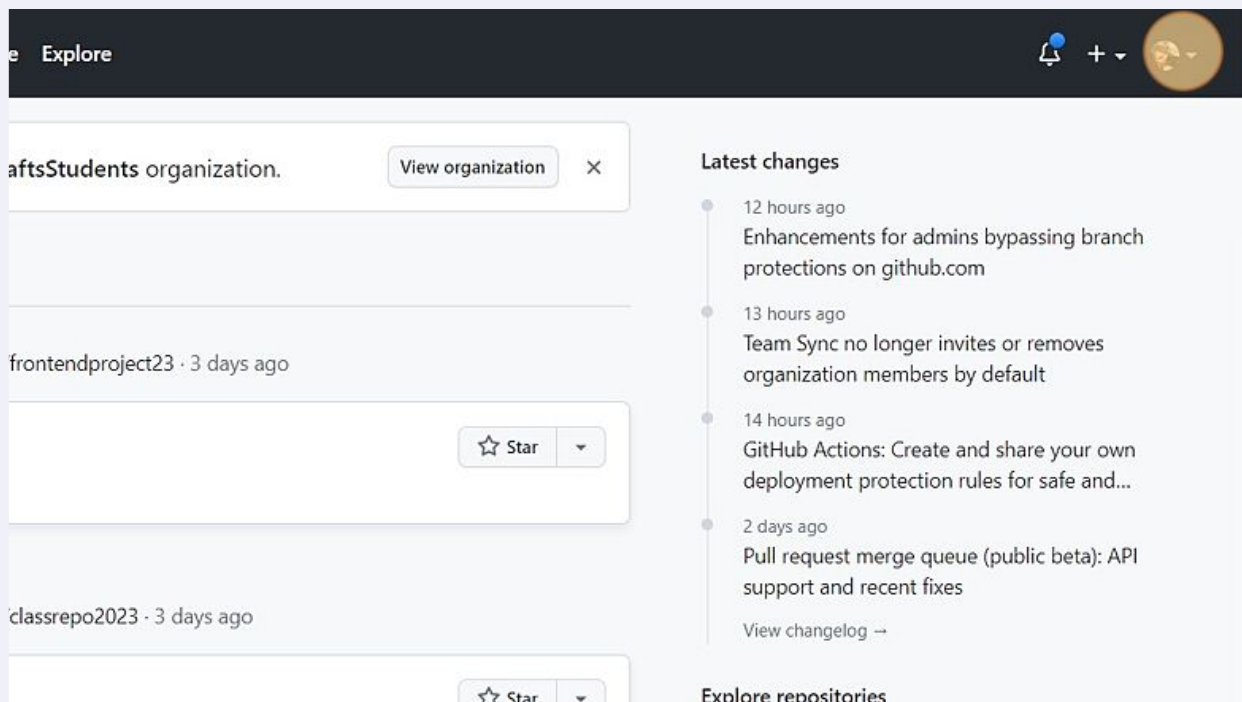 e Explore
aftsStudents organization. View organization
Latest changes
12 hours ago
Enhancements for admins bypassing branch
protections on github.com
13 hours ago
Team Sync no longer invites or removes
organization members by default
14 hours ago
GitHub Actions: Create and share your own
deployment protection rules for safe and...
2 days ago
Pull request merge queue (public beta): API
support and recent fixes
View changelog →
/frontendproject23 · 3 days ago
Star
/classrepo2023 · 3 days ago
Star
Explore repositories